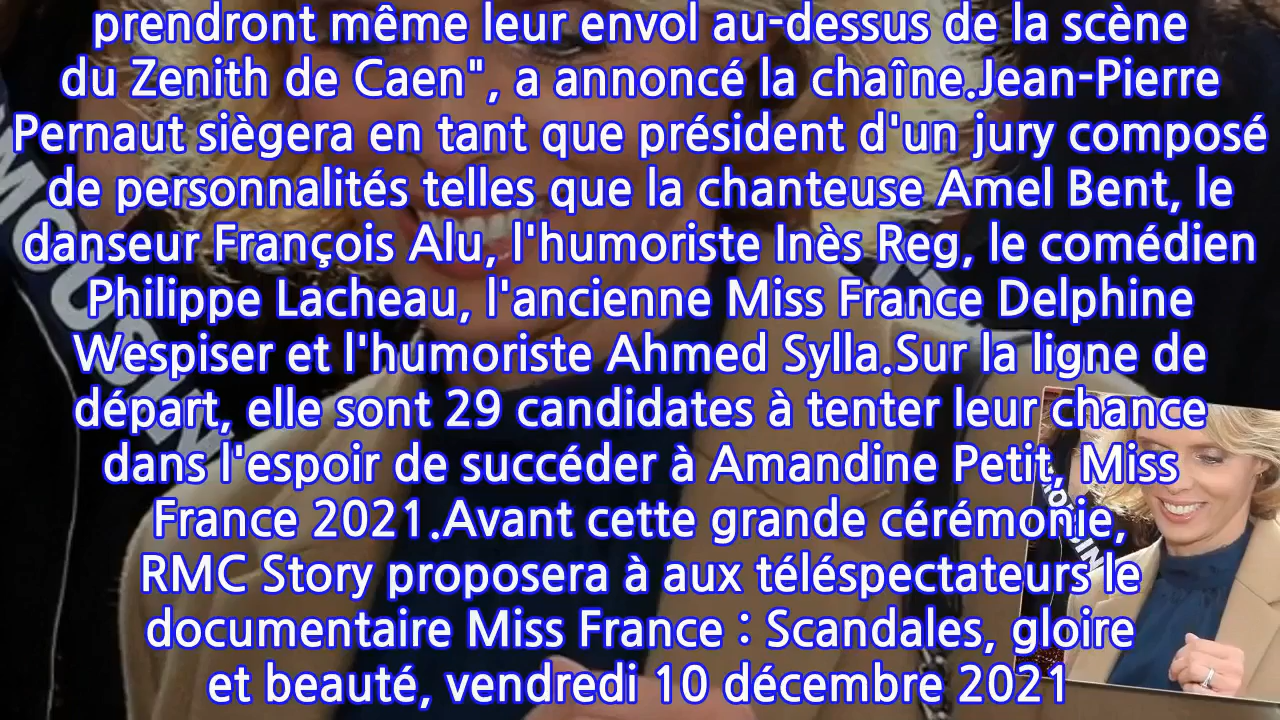 prendront même leur envol au-dessus de la scène
du Zenith de Caen", a annoncé la chaîne.Jean-Pierre
Pernaut siègera en tant que président d'un jury composé
de personnalités telles que la chanteuse Amel Bent, le
danseur François Alu, l'humoriste Inès Reg, le comédien
Philippe Lacheau, l'ancienne Miss France Delphine
Wespiser et l'humoriste Ahmed Sylla.Sur la ligne de
départ, elle sont 29 candidates à tenter leur chance
dans l'espoir de succéder à Amandine Petit, Miss
France 2021.Avant cette grande cérémonie,
RMC Story proposera à aux téléspectateurs le
documentaire Miss France : Scandales, gloire
et beauté, vendredi 10 décembre 2021